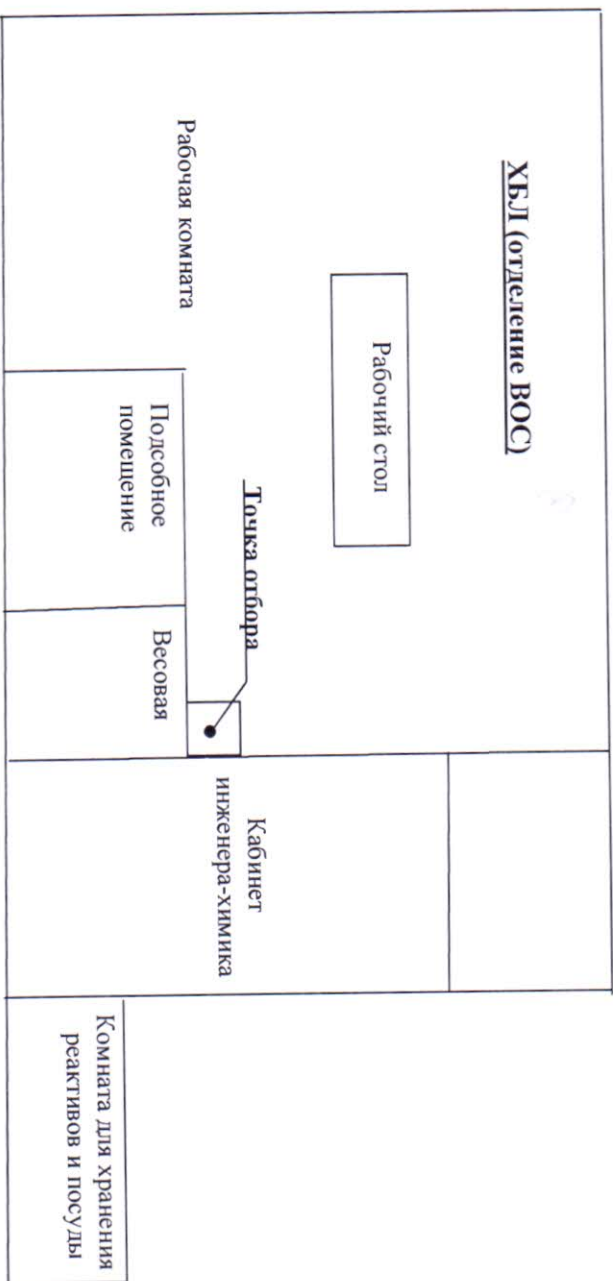 ХБЛ (отделение ВОС)
Рабочий стол
Рабочая комната
Точка отбора
Подсобное
помещение
Весовая
Кабинет
инженера-химика
Комната для хранения
реактивов и посуды